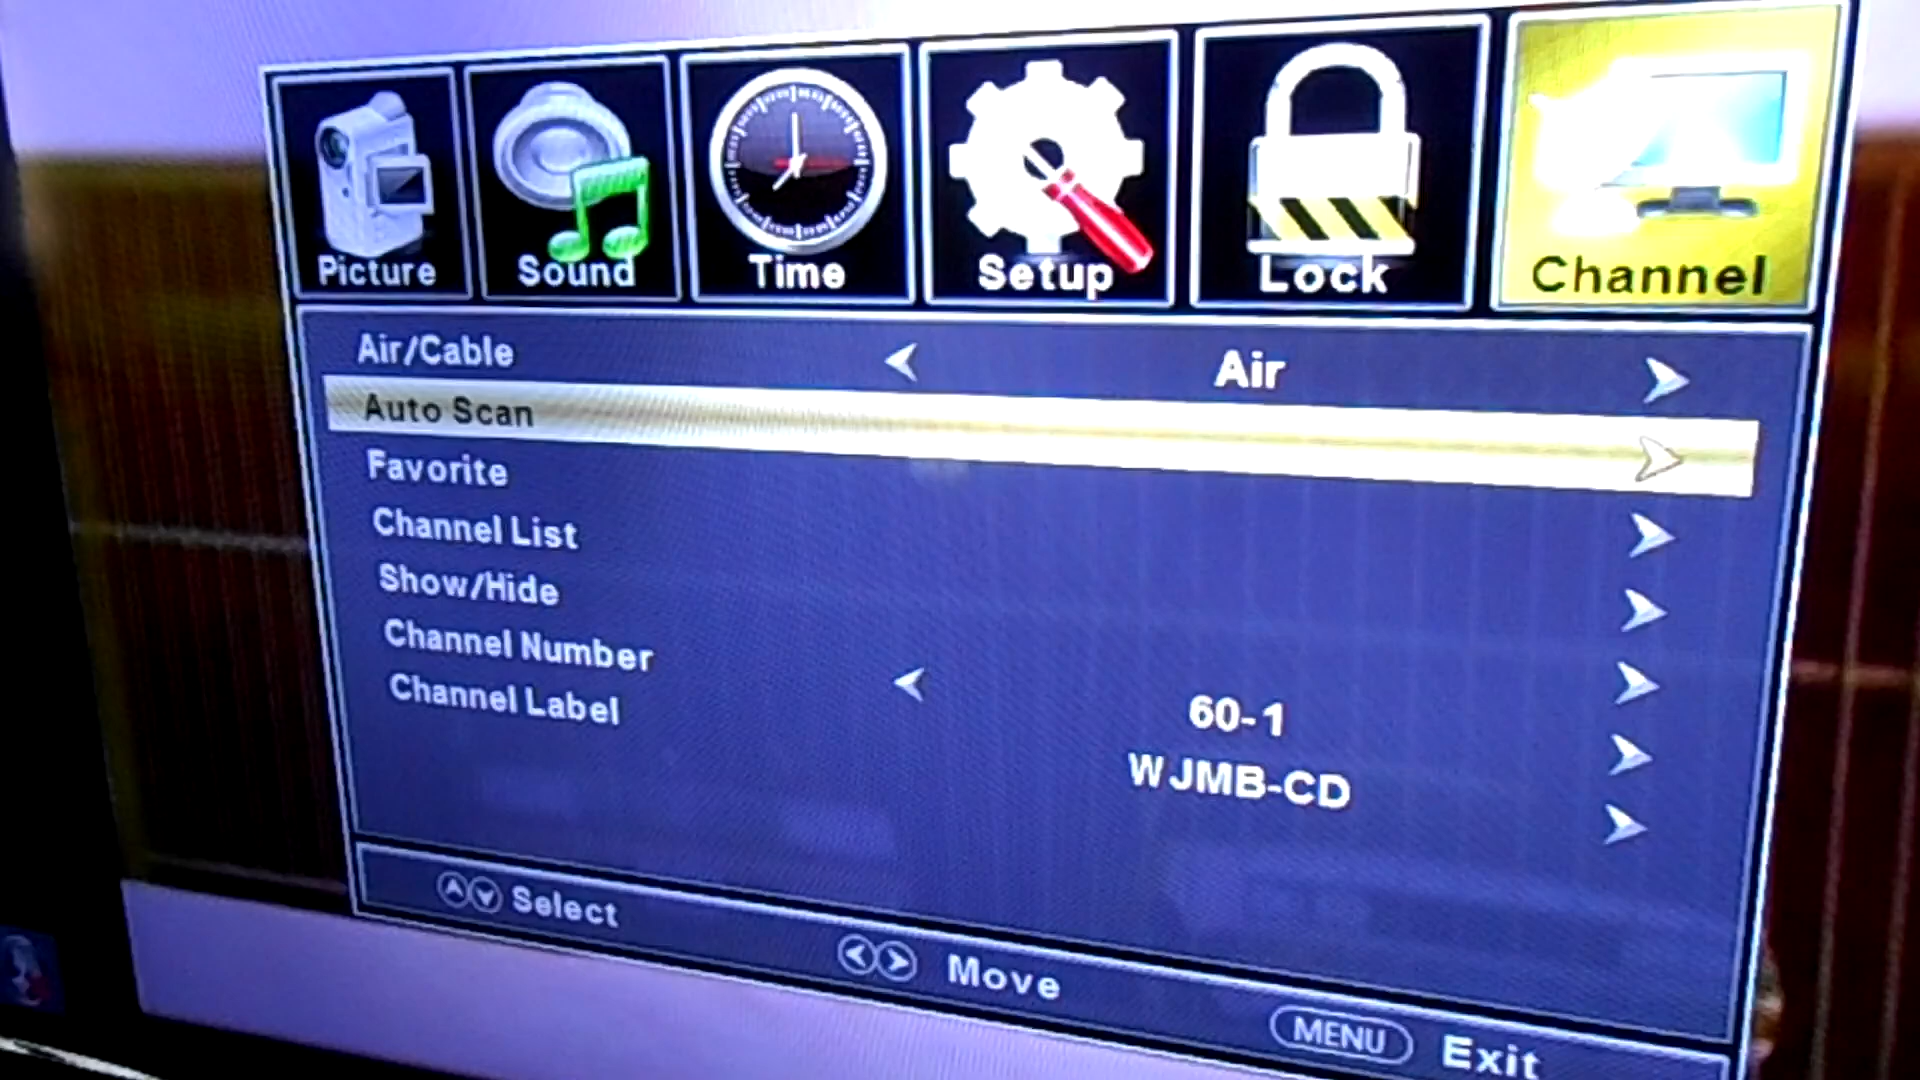 Picture
Sound
Time
Setup
Lock
Channel
Air/Cable Air
Auto Scan
Favorite
Channel List
Show/Hide
Channel Number 60-1
Channel Label WJMB-CD
Select Move MENU Exit